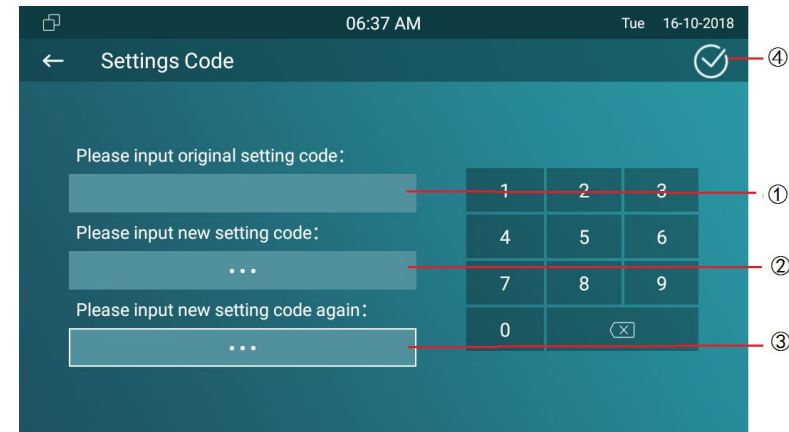 06:37 AM Tue 16-10-2018
← Settings Code ④
Please input original setting code:
1 2 3 ①
Please input new setting code:
4 5 6
••• ②
7 8 9
Please input new setting code again:
0
••• ③